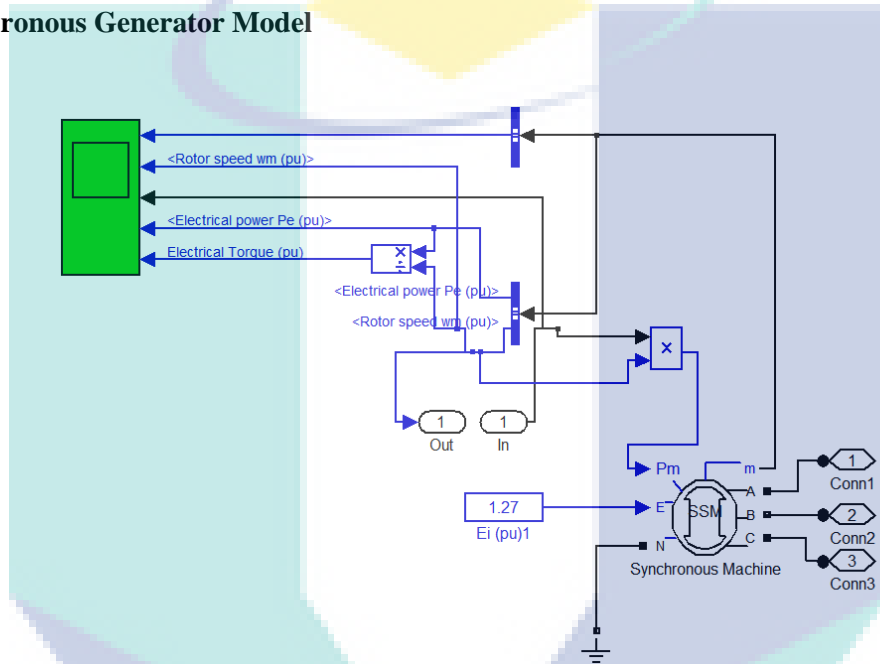 ronous Generator Model
<Rotor speed wm (pu)>
<Electrical power Pe (pu)>
Electrical Torque (pu)
×
÷
<Electrical power Pe (pu)>
<Rotor speed wm (pu)>
×
1
Out
1
In
Pm
m
1
Conn1
A
1.27
Ei (pu)1
E
SSM
B
2
Conn2
N
C
3
Conn3
Synchronous Machine